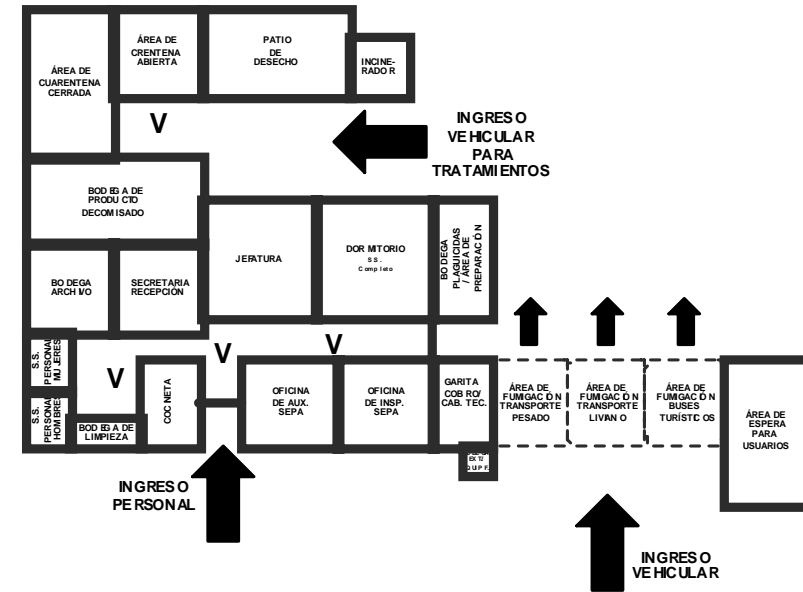 ÁREA DE
CUARENTENA
CERRADA
ÁREA DE
CRENTENA
ABIERTA
PATIO
DE
DESECHO
INCINE-
RADOR
V
INGRESO
VEHICULAR
PARA
TRATAMIENTOS
BODEGA DE
PRODUCTO
DECOMISADO
JEFATURA
DORMITORIO
S.S.
Completo
BODEGA
PLAGUICIDAS
/ ÁREA DE
PREPARACIÓN
BODEGA
ARCHIVO
SECRETARIA
RECEPCIÓN
V
V
V
S.S.
PERSONAL
MUJERES
S.S.
PERSONAL
HOMBRES
BODEGA DE
LIMPIEZA
COCINETA
OFICINA
DE AUX.
SEPA
OFICINA
DE INSP.
SEPA
GARITA
COBRO/
CAB. TEC.
EXT/
ÁREA DE
FUMIGACIÓN
TRANSPORTE
PESADO
ÁREA DE
FUMIGACIÓN
TRANSPORTE
LIVIANO
ÁREA DE
FUMIGACIÓN
BUSES
TURÍSTICOS
ÁREA DE
ESPERA
PARA
USUARIOS
INGRESO
PERSONAL
INGRESO
VEHICULAR